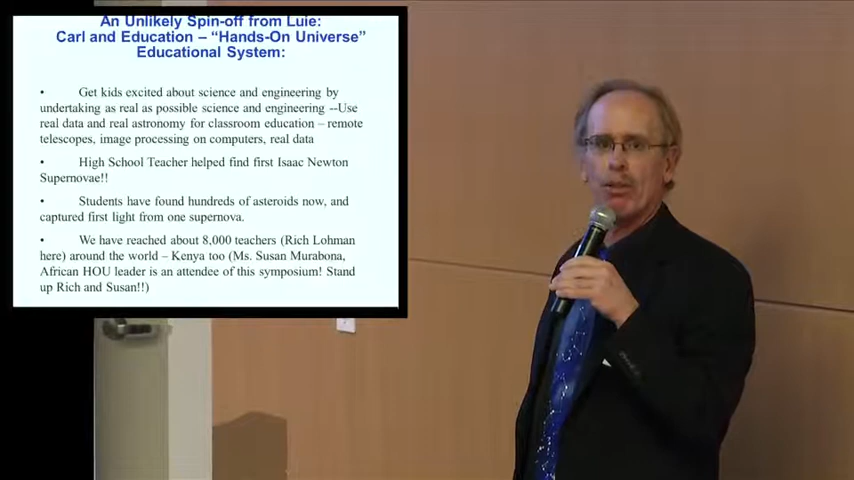 An Unlikely Spin-off from Luie:
Carl and Education – “Hands-On Universe”
Educational System:
• Get kids excited about science and engineering by
undertaking as real as possible science and engineering --Use
real data and real astronomy for classroom education – remote
telescopes, image processing on computers, real data
• High School Teacher helped find first Isaac Newton
Supernovae!!
• Students have found hundreds of asteroids now, and
captured first light from one supernova.
• We have reached about 8,000 teachers (Rich Lohman
here) around the world – Kenya too (Ms. Susan Murabona,
African HOU leader is an attendee of this symposium! Stand
up Rich and Susan!!)